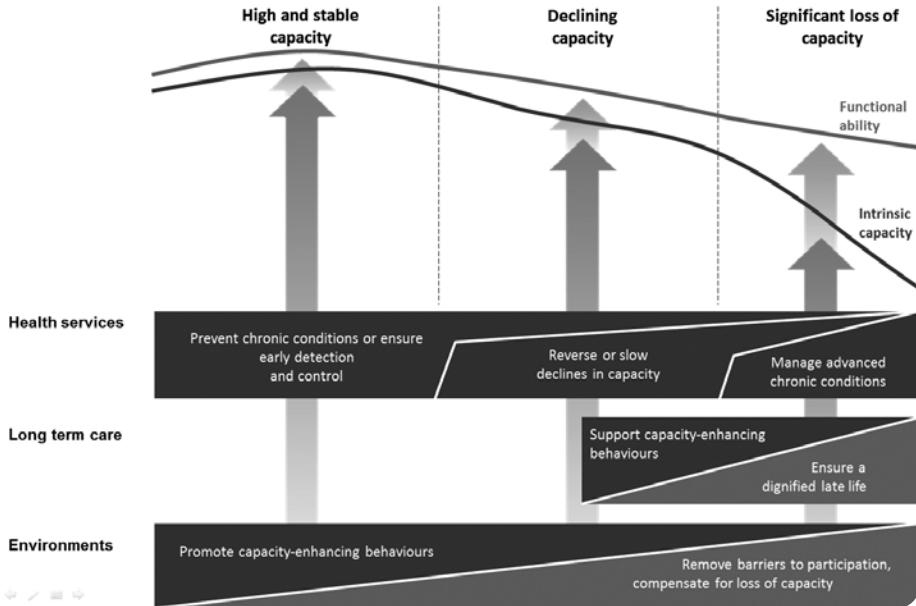 High and stable
capacity
Declining
capacity
Significant loss of
capacity
Functional
ability
Intrinsic
capacity
Health services
Prevent chronic conditions or ensure
early detection
and control
Reverse or slow
declines in capacity
Manage advanced
chronic conditions
Long term care
Support capacity-enhancing
behaviours
Ensure a
dignified late life
Environments
Promote capacity-enhancing behaviours
Remove barriers to participation,
compensate for loss of capacity